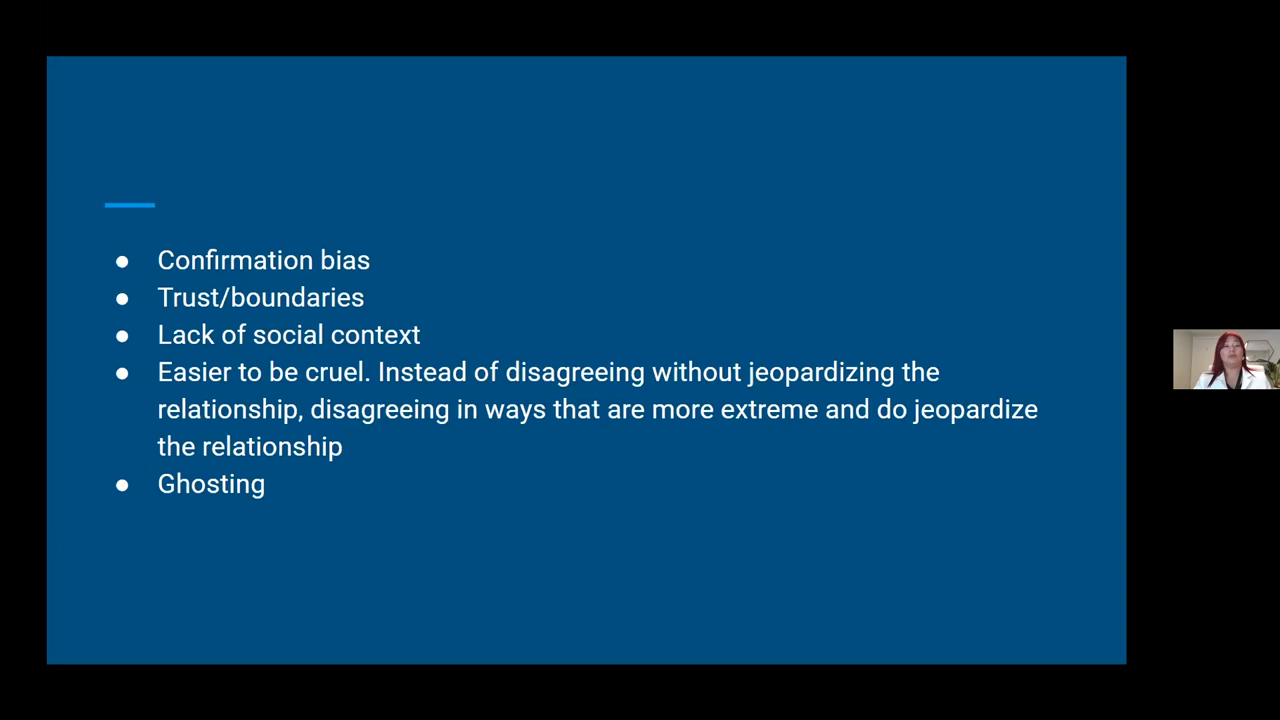 ● Confirmation bias
● Trust/boundaries
● Lack of social context
● Easier to be cruel. Instead of disagreeing without jeopardizing the
relationship, disagreeing in ways that are more extreme and do jeopardize
the relationship
● Ghosting